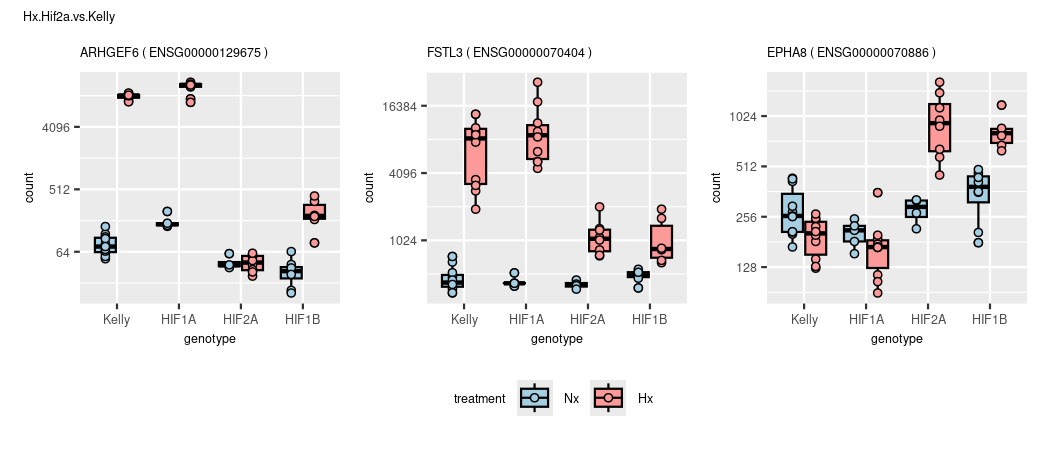 Hx.Hif2a.vs.Kelly
ARHGEF6 ( ENSG00000129675 )
count
4096
512
64
Kelly HIF1A HIF2A HIF1B
genotype
FSTL3 ( ENSG00000070404 )
count
16384
4096
1024
Kelly HIF1A HIF2A HIF1B
genotype
EPHA8 ( ENSG00000070886 )
count
1024
512
256
128
Kelly HIF1A HIF2A HIF1B
genotype
treatment Nx Hx